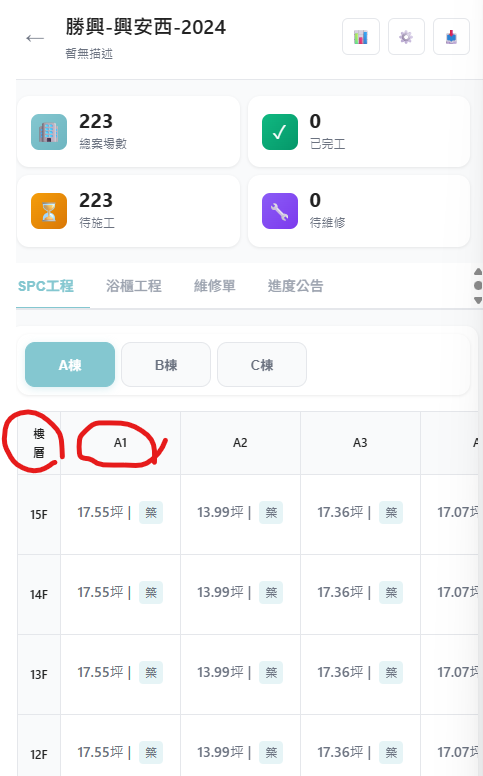 ← 勝興-興安西-2024
暫無描述
223
總案場數
0
已完工
223
待施工
0
待維修
SPC工程 浴櫃工程 維修單 進度公告
A棟 B棟 C棟
樓層 A1 A2 A3
15F 17.55坪 | 築 13.99坪 | 築 17.36坪 | 築 17.07坪
14F 17.55坪 | 築 13.99坪 | 築 17.36坪 | 築 17.07坪
13F 17.55坪 | 築 13.99坪 | 築 17.36坪 | 築 17.07坪
12F 17.55坪 | 築 13.99坪 | 築 17.36坪 | 築 17.07坪